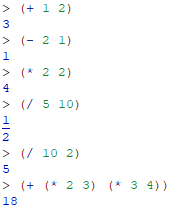 > (+ 1 2)
3
> (- 2 1)
1
> (* 2 2)
4
> (/ 5 10)
1
2
> (/ 10 2)
5
> (+ (* 2 3) (* 3 4))
18